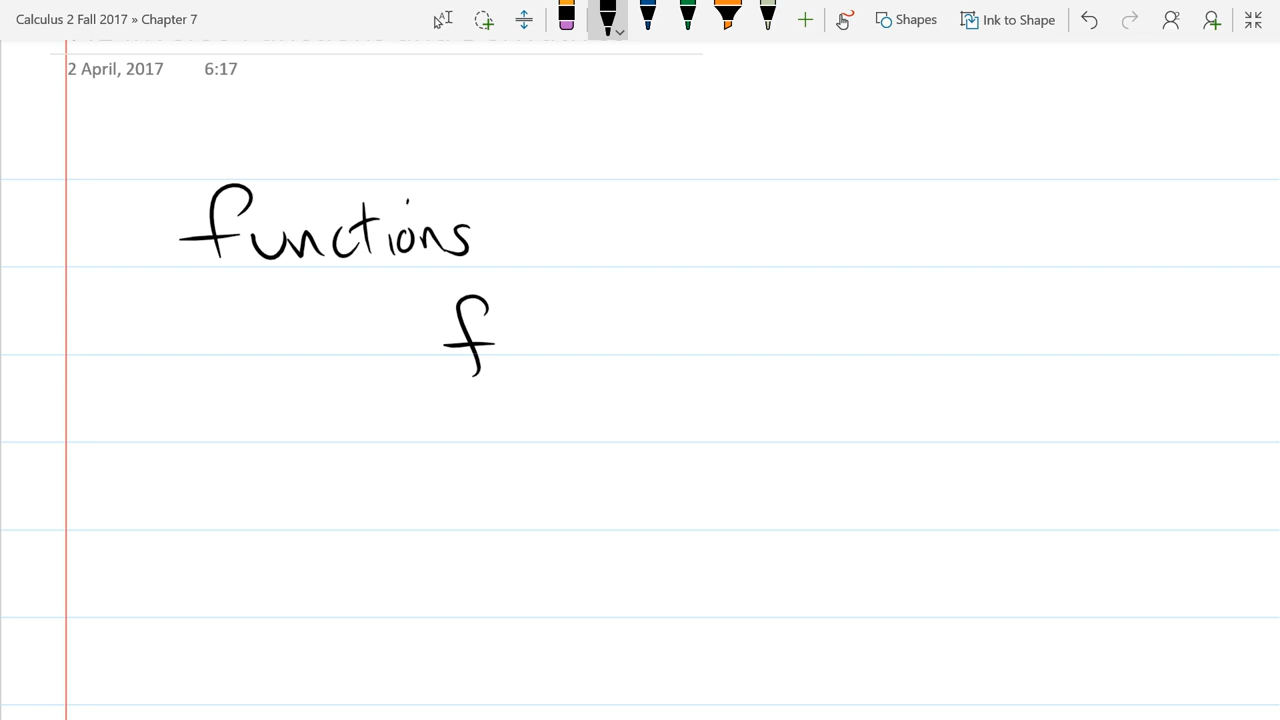 Calculus 2 Fall 2017 » Chapter 7
Shapes
Ink to Shape
2 April, 2017 6:17
functions
f